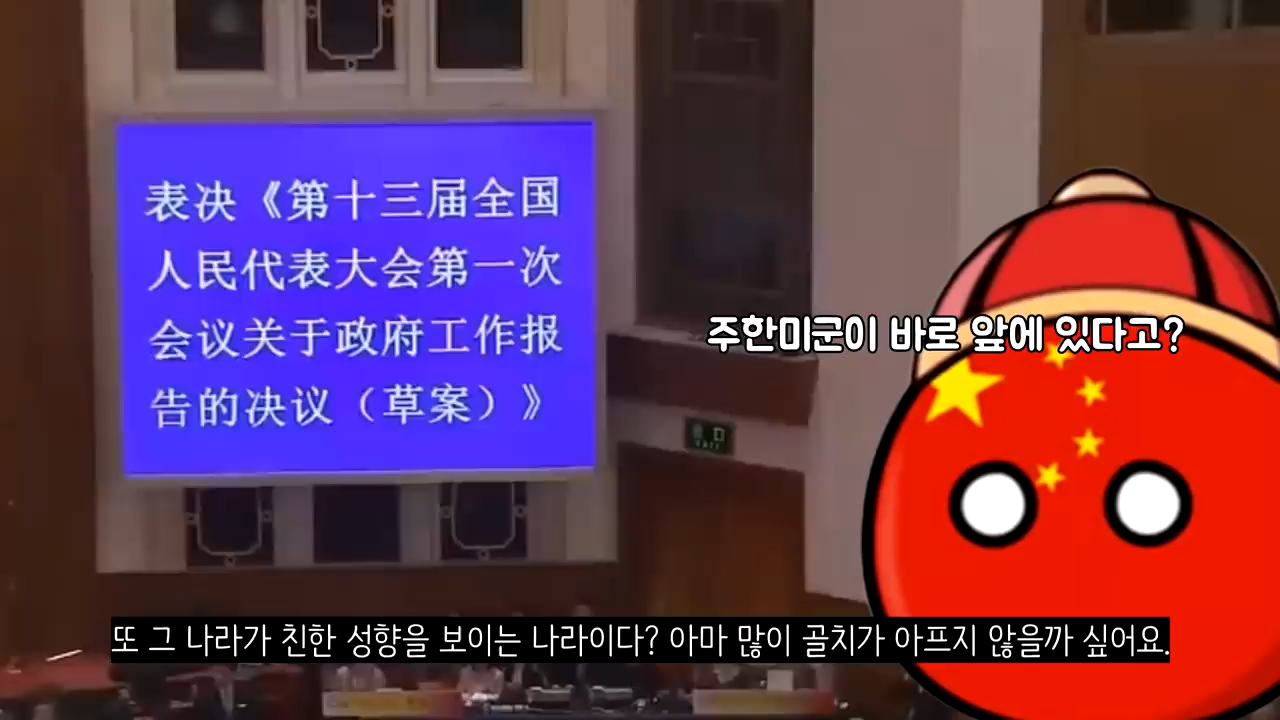 表决《第十三届全国
人民代表大会第一次
会议关于政府工作报
告的决议（草案）》
주한미군이 바로 앞에 있다고?
또 그 나라가 친한 성향을 보이는 나라이다? 아마 많이 골치가 아프지 않을까 싶어요.